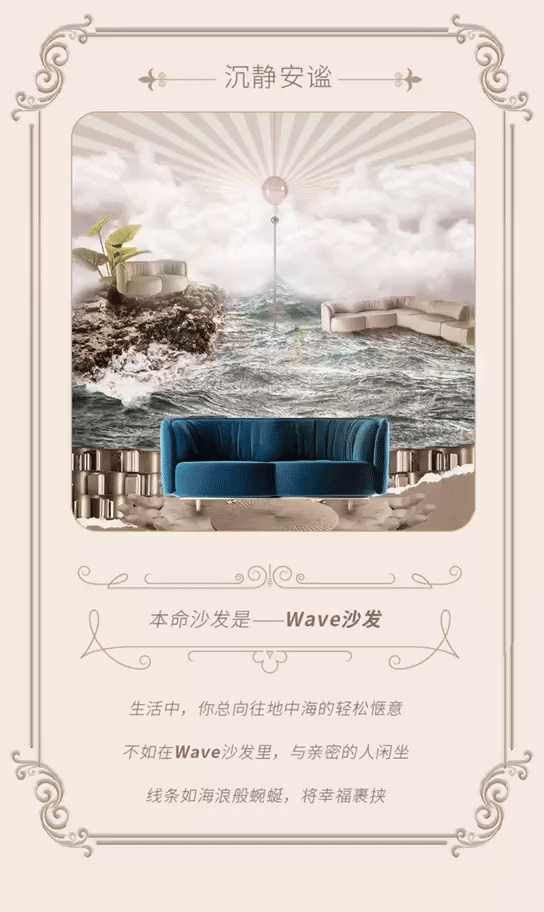 沉静安谧
本命沙发是——Wave沙发
生活中，你总向往地中海的轻松惬意
不如在Wave沙发里，与亲密的人闲坐
线条如海浪般蜿蜒，将幸福裹挟